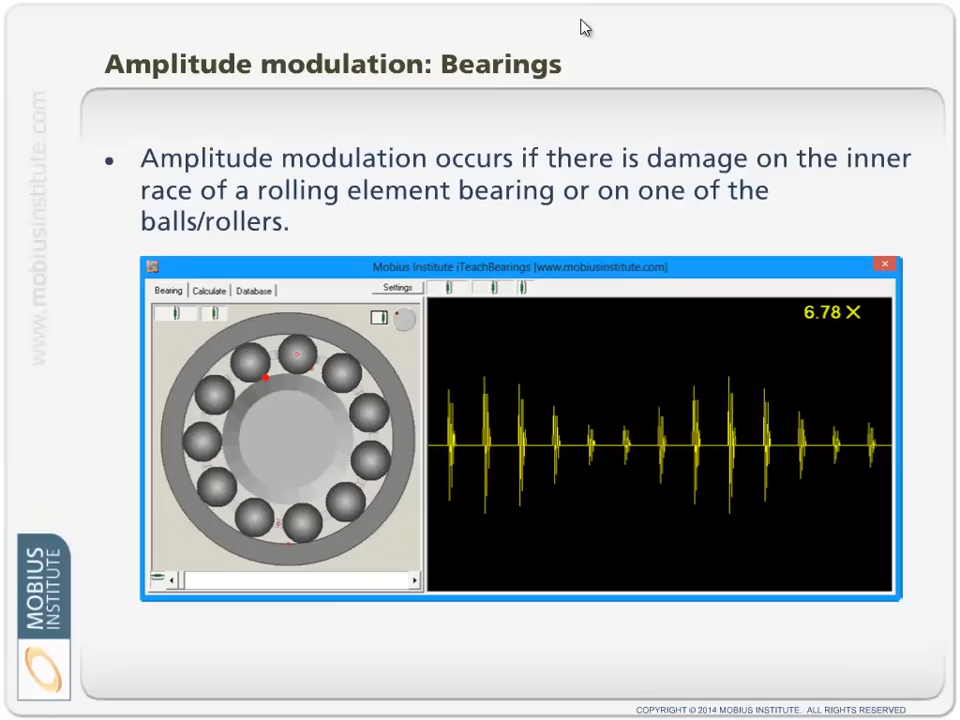 Amplitude modulation: Bearings
www.mobiusinstitute.com
• Amplitude modulation occurs if there is damage on the inner
race of a rolling element bearing or on one of the
balls/rollers.
Mobius Institute iTeachBearings [www.mobiusinstitute.com]
Bearing Calculate Database Settings
6.78 X
MOBIUS
INSTITUTE
COPYRIGHT © 2014 MOBIUS INSTITUTE. ALL RIGHTS RESERVED